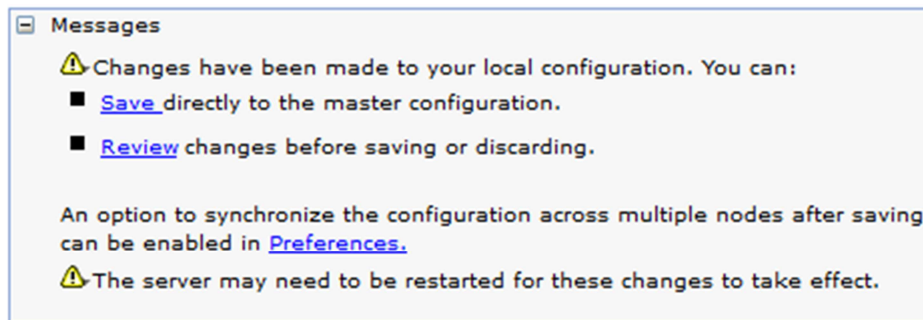 Messages
Changes have been made to your local configuration. You can:
Save directly to the master configuration.
Review changes before saving or discarding.
An option to synchronize the configuration across multiple nodes after saving
can be enabled in Preferences.
The server may need to be restarted for these changes to take effect.